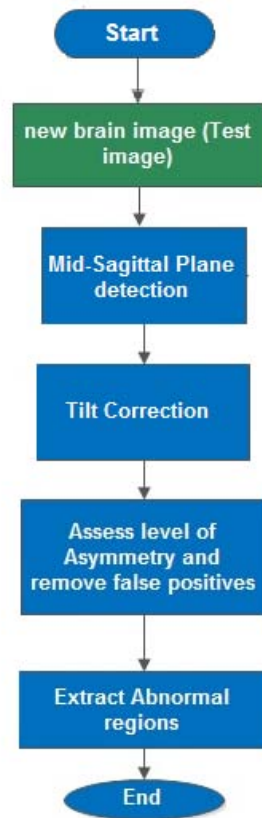 Start
new brain image (Test
image)
Mid-Sagittal Plane
detection
Tilt Correction
Assess level of
Asymmetry and
remove false positives
Extract Abnormal
regions
End